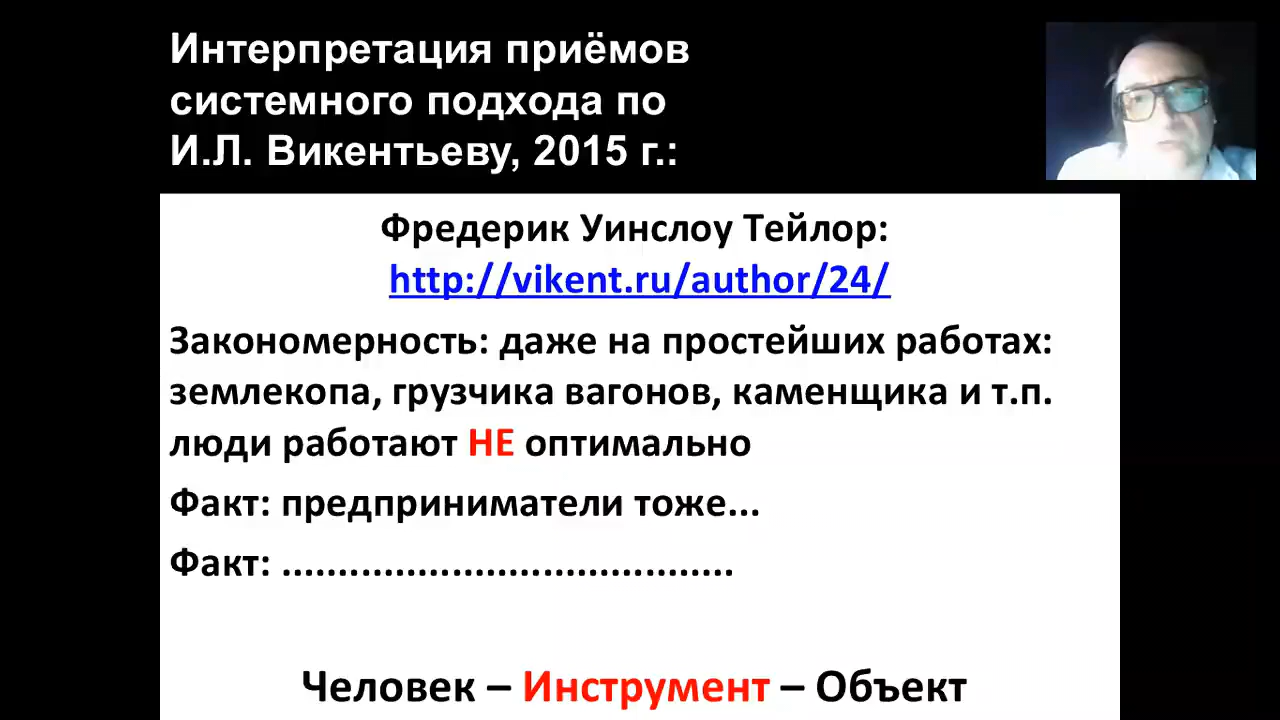 Интерпретация приёмов
системного подхода по
И.Л. Викентьеву, 2015 г.:
Фредерик Уинслоу Тейлор:
http://vikent.ru/author/24/
Закономерность: даже на простейших работах:
землекопа, грузчика вагонов, каменщика и т.п.
люди работают НЕ оптимально
Факт: предприниматели тоже...
Факт: ........................................
Человек – Инструмент – Объект